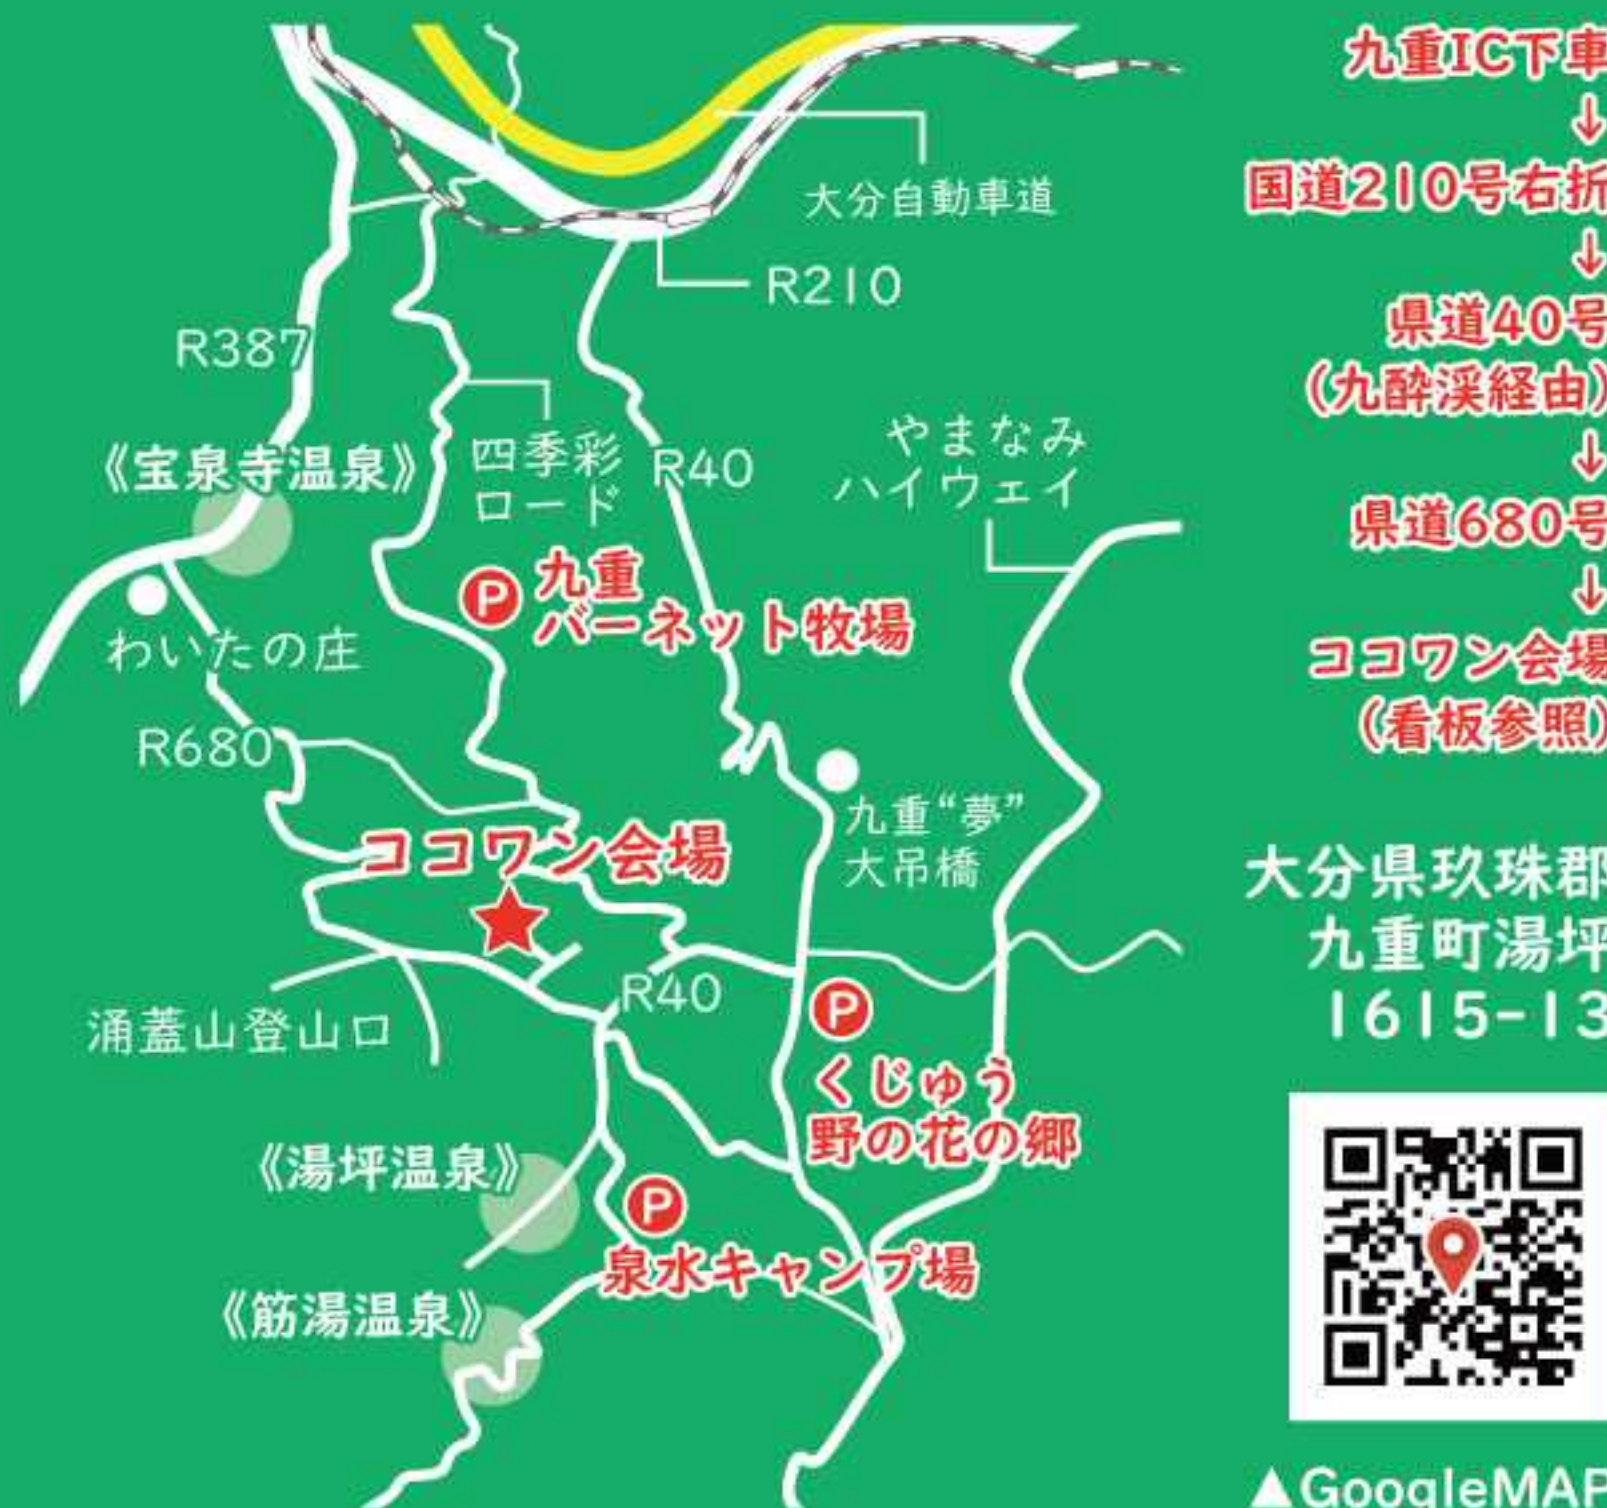 大分自動車道
R210
R387
四季彩
ロード
R40
やまなみ
ハイウェイ
《宝泉寺温泉》
P
九重
バーネット牧場
わいたの庄
R680
九重“夢”
大吊橋
ココワン会場
R40
涌蓋山登山口
P
くじゅう
野の花の郷
《湯坪温泉》
P
泉水キャンプ場
《筋湯温泉》
九重IC下車
↓
国道210号右折
↓
県道40号
(九酔渓経由)
↓
県道680号
↓
ココワン会場
(看板参照)
大分県玖珠郡
九重町湯坪
1615-13
▲GoogleMAP